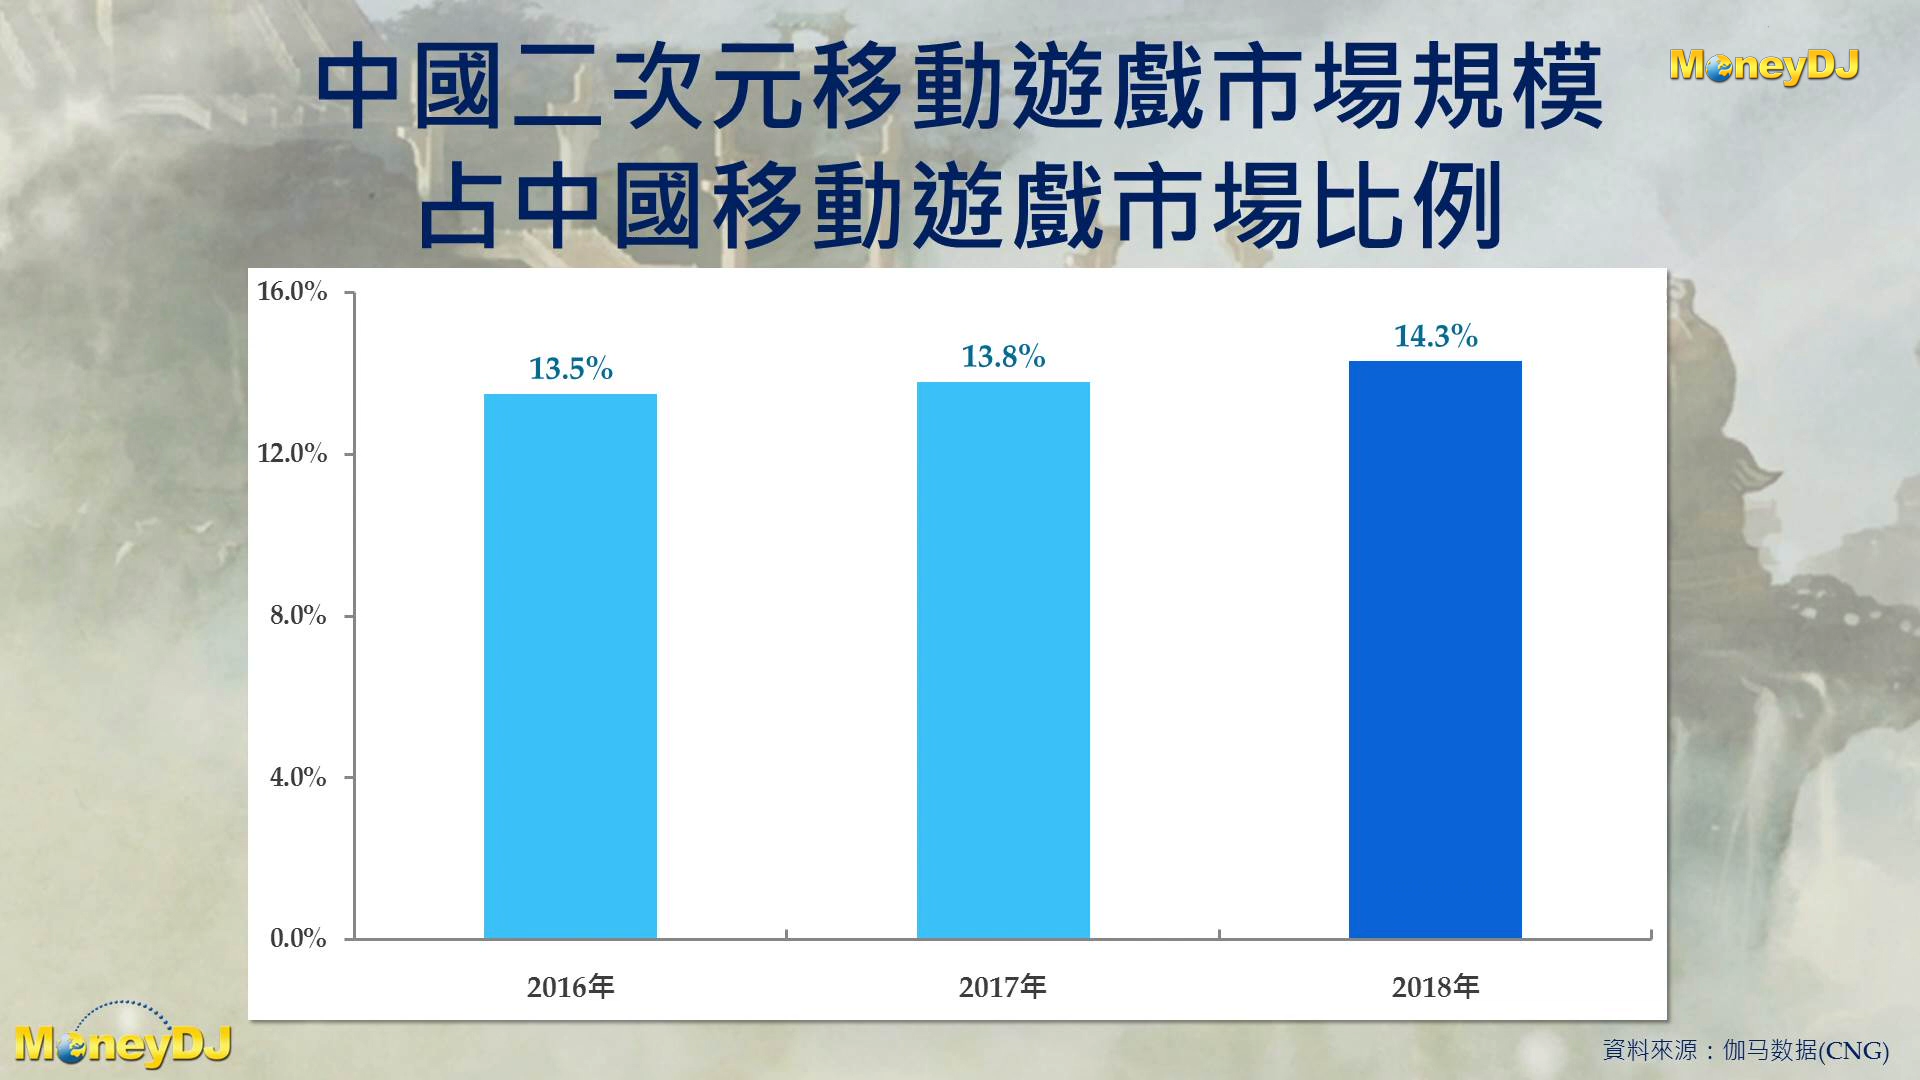 中國二次元移動遊戲市場規模
MoneyDJ
占中國移動遊戲市場比例
16.0%
12.0%
8.0%
4.0%
0.0%
13.5%
13.8%
14.3%
2016年
2017年
2018年
MoneyDJ
資料來源：伽马数据(CNG)